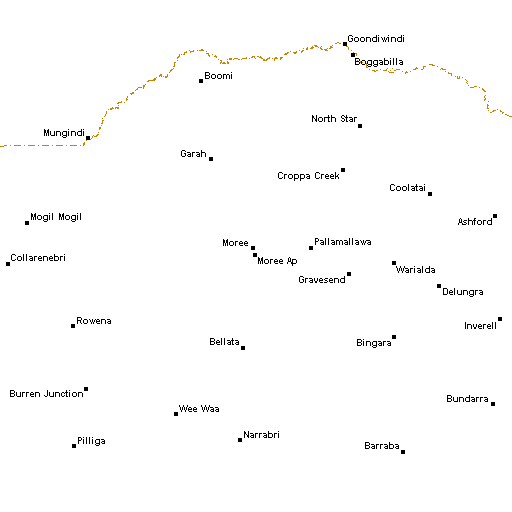 Goondiwindi
Boggabilla
Boomi
North Star
Mungindi
Garah
Croppa Creek
Coolatai
Mogil Mogil
Ashford
Moree
Pallamallawa
Collarenebri
Moree Ap
Warialda
Gravesend
Delungra
Rowena
Inverell
Bellata
Bingara
Burren Junction
Bundarra
Wee Waa
Narrabri
Pilliga
Barraba